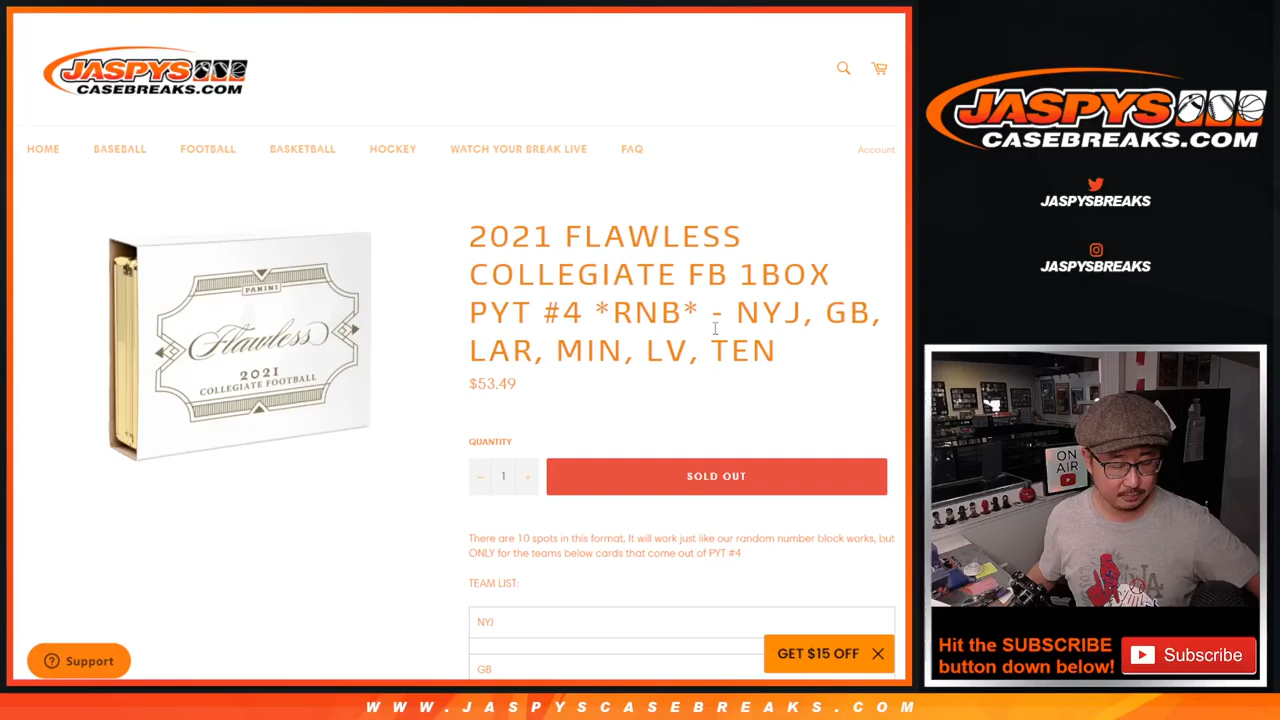 JASPYS
CASEBREAKS.COM
HOME BASEBALL FOOTBALL BASKETBALL HOCKEY WATCH YOUR BREAK LIVE FAQ Account
PANINI
Flawless
2021
COLLEGIATE FOOTBALL
2021 FLAWLESS
COLLEGIATE FB 1BOX
PYT #4 *RNB* - NYJ, GB,
LAR, MIN, LV, TEN
$53.49
QUANTITY
− 1 + SOLD OUT
There are 10 spots in this format. It will work just like our random number block works, but
ONLY for the teams below cards that come out of PYT #4
TEAM LIST:
NYJ
GB
Support
GET $15 OFF
JASPYS
CASEBREAKS.COM
JASPYSBREAKS
JASPYSBREAKS
ON
AIR
Hit the SUBSCRIBE
button down below!
Subscribe
WWW.JASPYSCASEBREAKS.COM